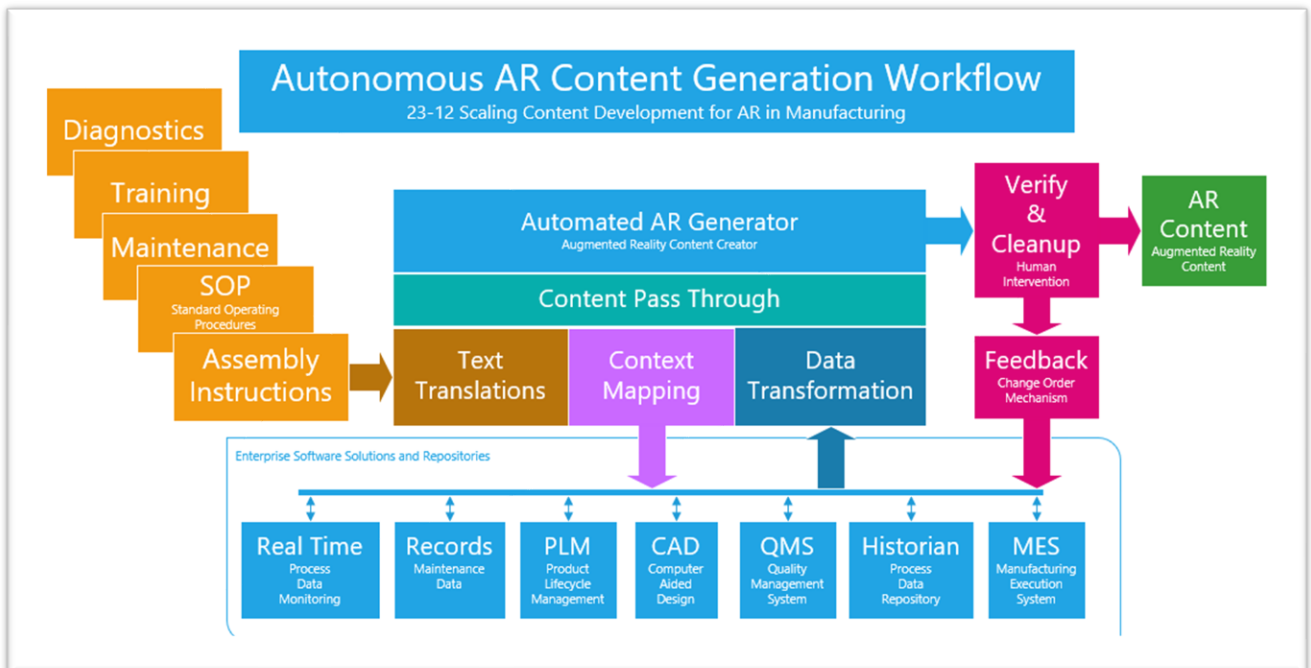 Autonomous AR Content Generation Workflow
23-12 Scaling Content Development for AR in Manufacturing
Diagnostics
Training
Maintenance
SOP
Standard Operating
Procedures
Assembly
Instructions
Automated AR Generator
Augmented Reality Content Creator
Content Pass Through
Text
Translations
Context
Mapping
Data
Transformation
Verify
&
Cleanup
Human
Intervention
AR
Content
Augmented Reality
Content
Feedback
Change Order
Mechanism
Enterprise Software Solutions and Repositories
Real Time
Process
Data
Monitoring
Records
Maintenance
Data
PLM
Product
Lifecycle
Management
CAD
Computer
Aided
Design
QMS
Quality
Management
System
Historian
Process
Data
Repository
MES
Manufacturing
Execution
System